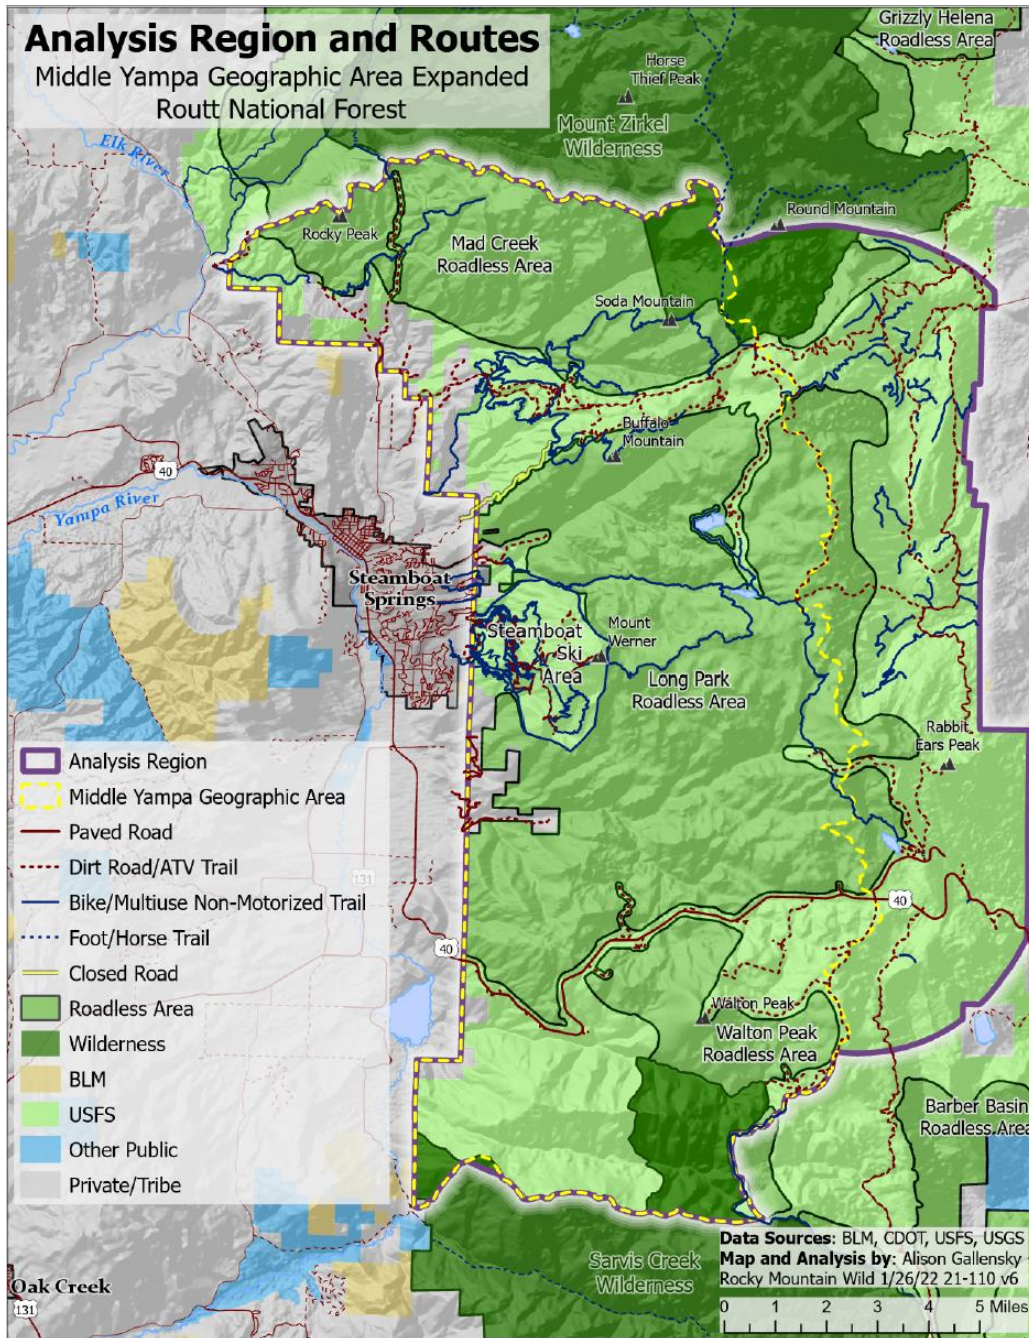 Analysis Region and Routes
Middle Yampa Geographic Area Expanded
Routt National Forest
Grizzly Helena
Roadless Area
Horse
Thief Peak
Mount Zirkel
Wilderness
Elk River
Rocky Peak
Mad Creek
Roadless Area
Round Mountain
Soda Mountain
Buffalo
Mountain
40
Yampa River
Steamboat
Springs
Steamboat
Ski
Area
Mount
Werner
Long Park
Roadless Area
Rabbit
Ears Peak
Analysis Region
Middle Yampa Geographic Area
Paved Road
Dirt Road/ATV Trail
131
Bike/Multiuse Non-Motorized Trail
40
Foot/Horse Trail
40
Closed Road
Roadless Area
Wilderness
BLM
USFS
Other Public
Private/Tribe
Walton Peak
Walton Peak
Roadless Area
Barber Basin
Roadless Area
Sarvis Creek
Wilderness
Oak Creek
131
Data Sources: BLM, CDOT, USFS, USGS
Map and Analysis by: Alison Gallensky
Rocky Mountain Wild 1/26/22 21-110 v6
0 1 2 3 4 5 Miles